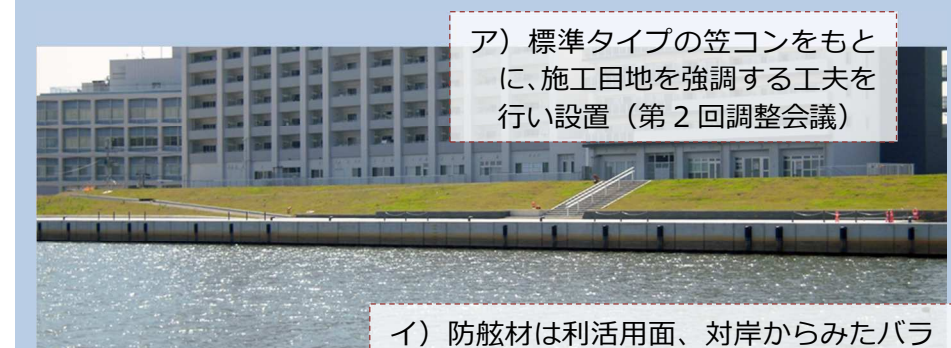 ア）標準タイプの笠コンをもと
に、施工目地を強調する工夫を
行い設置（第２回調整会議）
イ）防舷材は利活用面、対岸からみたバラ